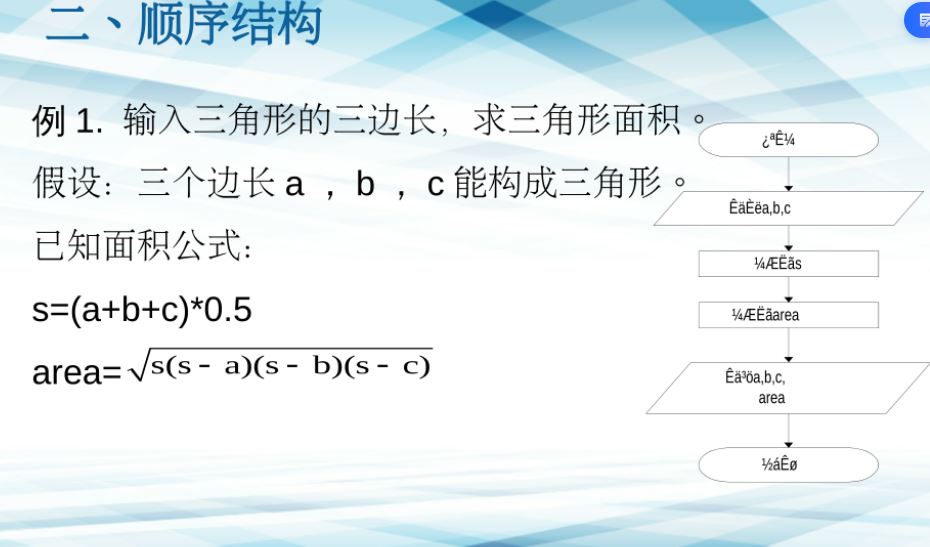 二、顺序结构
例 1. 输入三角形的三边长，求三角形面积。
假设：三个边长 a ，b ，c 能构成三角形。
已知面积公式：
s=(a+b+c)*0.5
area=√s(s - a)(s - b)(s - c)
¿ªÊ¼
ÊäÈëa,b,c
¼ÆËãs
¼ÆËãarea
Êä³öa,b,c,
area
½áÊø